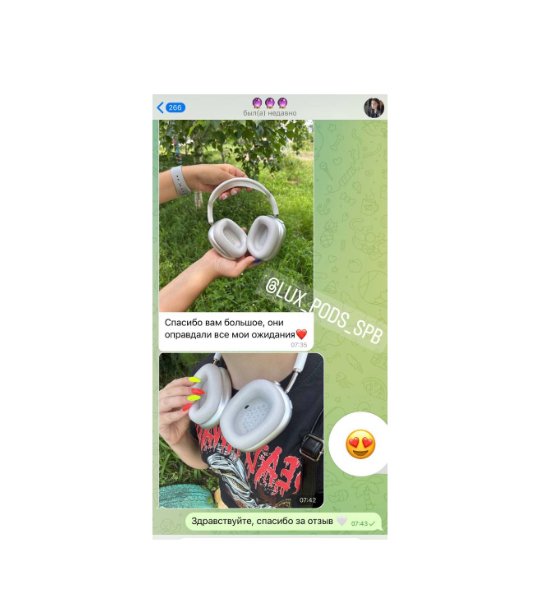 266
был(а) недавно
@LUX_PODS_SPB
Спасибо вам большое, они
оправдали все мои ожидания❤️
07:35
07:42
Здравствуйте, спасибо за отзыв 🤍
07:43